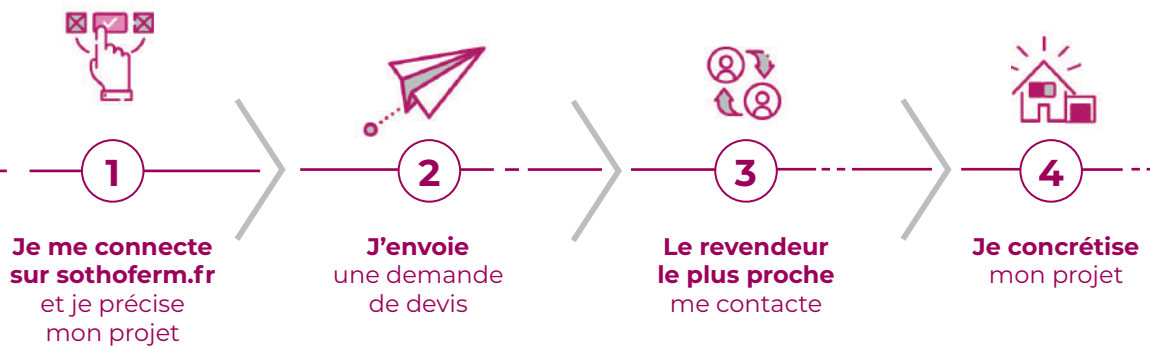 1
Je me connecte
sur sothoferm.fr
et je précise
mon projet
2
J’envoie
une demande
de devis
3
Le revendeur
le plus proche
me contacte
4
Je concrétise
mon projet